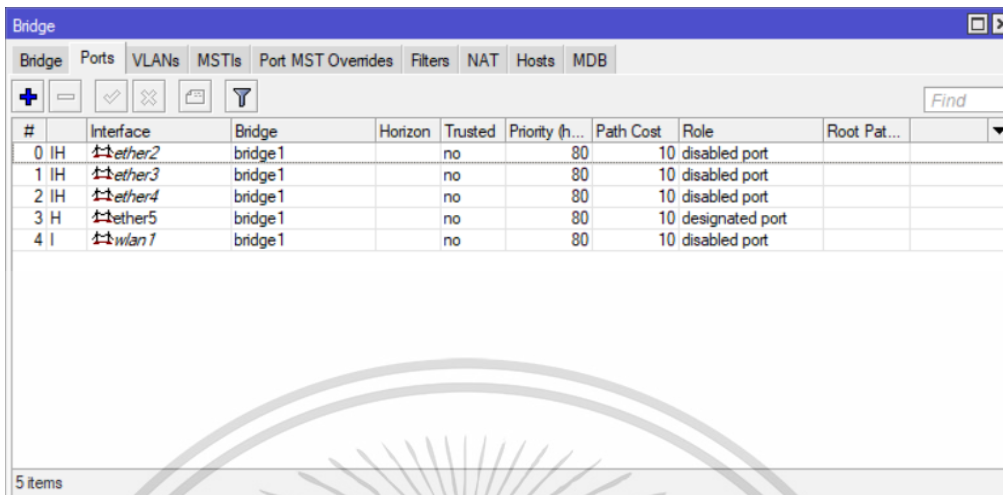 Bridge
Bridge Ports VLANs MSTIs Port MST Overrides Filters NAT Hosts MDB
Find
# Interface Bridge Horizon Trusted Priority (h... Path Cost Role Root Pat...
0 IH ether2 bridge1 no 80 10 disabled port
1 IH ether3 bridge1 no 80 10 disabled port
2 IH ether4 bridge1 no 80 10 disabled port
3 H ether5 bridge1 no 80 10 designated port
4 I wlan1 bridge1 no 80 10 disabled port
5 items